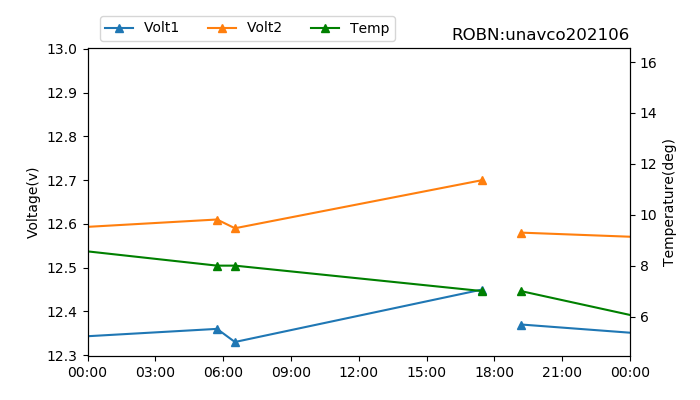 Volt1 Volt2 Temp
ROBN:unavco202106
13.0
12.9
12.8
12.7
12.6
12.5
12.4
12.3
Voltage(v)
16
14
12
10
8
6
Temperature(deg)
00:00 03:00 06:00 09:00 12:00 15:00 18:00 21:00 00:00